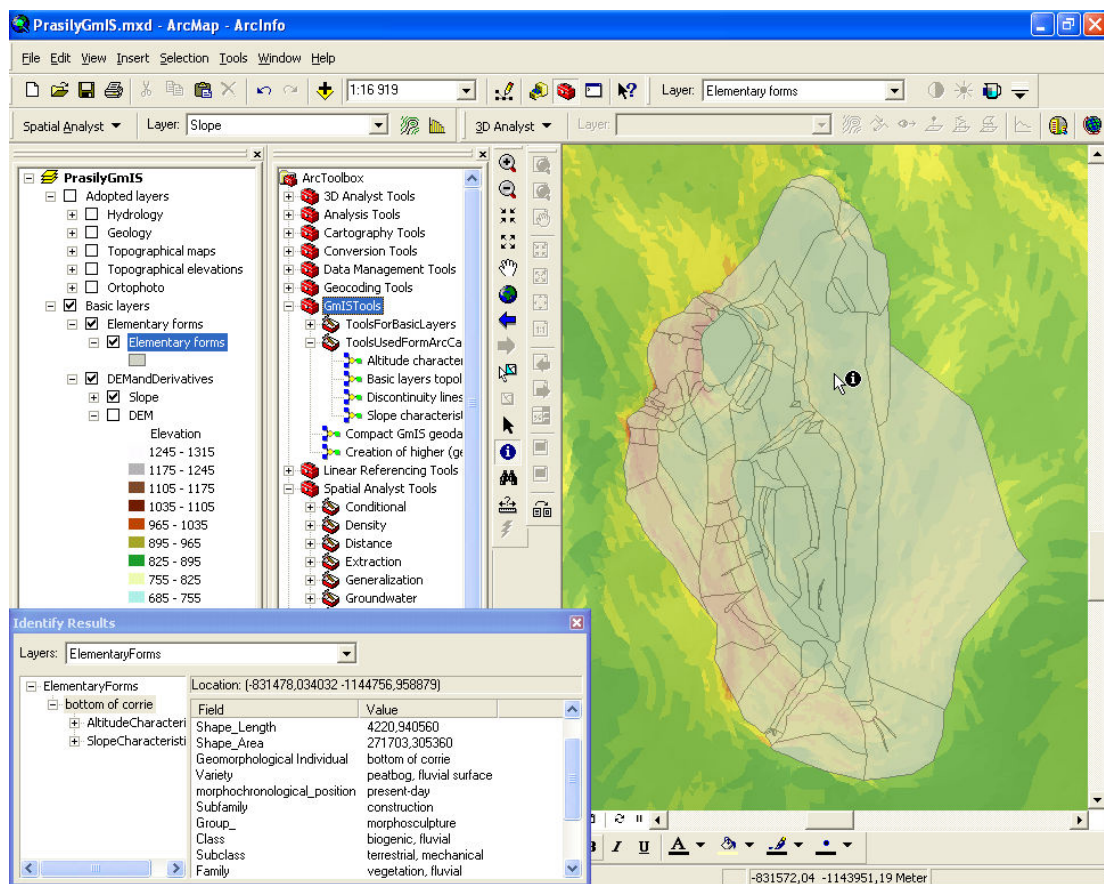 PrasilyGmIS.mxd - ArcMap - ArcInfo
File Edit View Insert Selection Tools Window Help
1:16 919 Layer: Elementary forms
Spatial Analyst Layer: Slope 3D Analyst Layer:
PrasilyGmIS
Adopted layers
Hydrology
Geology
Topographical maps
Topographical elevations
Ortophoto
Basic layers
Elementary forms
Elementary forms
DEMandDerivatives
Slope
DEM
Elevation
1245 - 1315
1175 - 1245
1105 - 1175
1035 - 1105
965 - 1035
895 - 965
825 - 895
755 - 825
685 - 755
ArcToolbox
3D Analyst Tools
Analysis Tools
Cartography Tools
Conversion Tools
Data Management Tools
Geocoding Tools
GmISTools
ToolsForBasicLayers
ToolsUsedFormArcCa
Altitude character
Basic layers topol
Discontinuity lines
Slope characterist
Compact GmIS geoda
Creation of higher (ge
Linear Referencing Tools
Spatial Analyst Tools
Conditional
Density
Distance
Extraction
Generalization
Groundwater
1:1
Identify Results
Layers: ElementaryForms
ElementaryForms
bottom of corrie
AltitudeCharacteri
SlopeCharacteristi
Location: (-831478,034032 -1144756,958879)
Field Value
Shape_Length 4220,940560
Shape_Area 271703,305360
Geomorphological Individual bottom of corrie
Variety peatbog, fluvial surface
morphochronological_position present-day
Subfamily construction
Group_ morphosculpture
Class biogenic, fluvial
Subclass terrestrial, mechanical
Family vegetation, fluvial
B I U A
-831572,04 -1143951,19 Meter